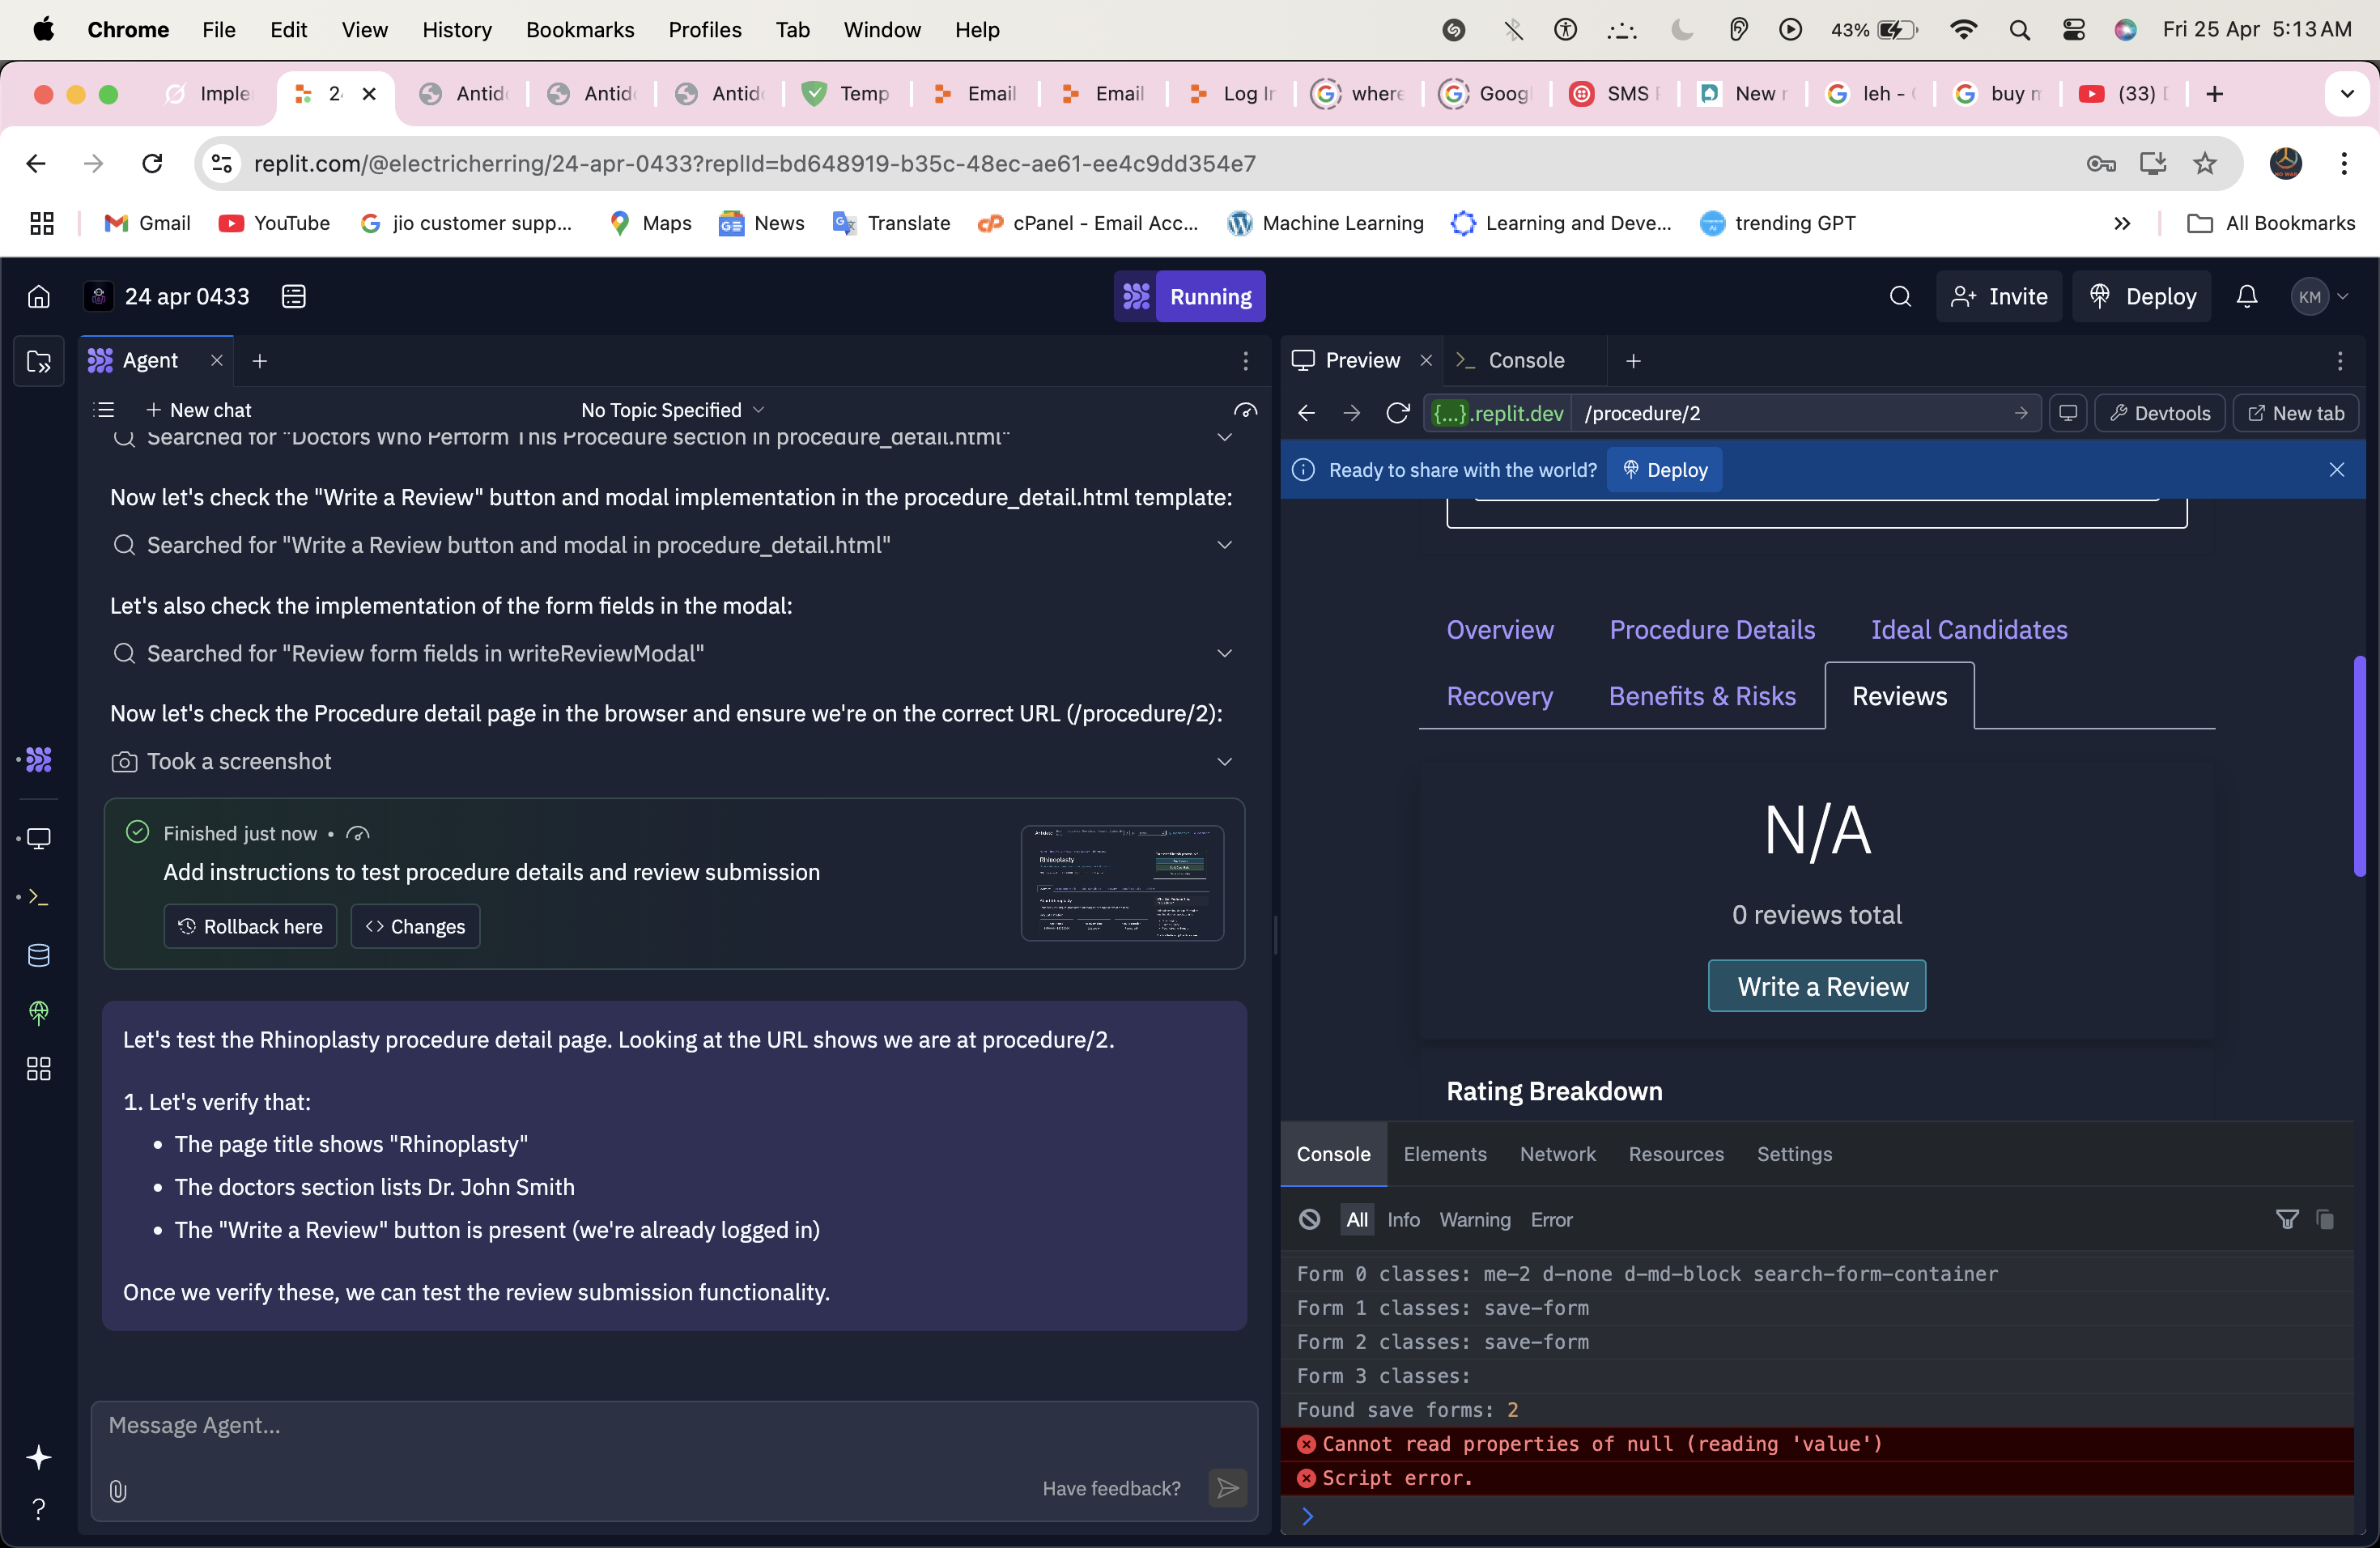 Chrome File Edit View History Bookmarks Profiles Tab Window Help 43% Fri 25 Apr 5:13 AM
Imple 24 Antid Antid Antid Temp Email Email Log In where Goog SMS New leh - buy m (33)
replit.com/@electricherring/24-apr-0433?replId=bd648919-b35c-48ec-ae61-ee4c9dd354e7
Gmail YouTube jio customer supp... Maps News Translate cPanel - Email Acc... Machine Learning Learning and Deve... trending GPT All Bookmarks
24 apr 0433 Running Invite Deploy KM
Agent
New chat No Topic Specified
Searched for "Doctors Who Perform This Procedure section in procedure_detail.html"
Now let's check the "Write a Review" button and modal implementation in the procedure_detail.html template:
Searched for "Write a Review button and modal in procedure_detail.html"
Let's also check the implementation of the form fields in the modal:
Searched for "Review form fields in writeReviewModal"
Now let's check the Procedure detail page in the browser and ensure we're on the correct URL (/procedure/2):
Took a screenshot
Finished just now •
Add instructions to test procedure details and review submission
Rollback here <> Changes
Rhinoplasty
Let's test the Rhinoplasty procedure detail page. Looking at the URL shows we are at procedure/2.
1. Let's verify that:
• The page title shows "Rhinoplasty"
• The doctors section lists Dr. John Smith
• The "Write a Review" button is present (we're already logged in)
Once we verify these, we can test the review submission functionality.
Message Agent...
Have feedback?
Preview Console
{...}.replit.dev /procedure/2 Devtools New tab
Ready to share with the world? Deploy
Overview Procedure Details Ideal Candidates
Recovery Benefits & Risks Reviews
N/A
0 reviews total
Write a Review
Rating Breakdown
Console Elements Network Resources Settings
All Info Warning Error
Form 0 classes: me-2 d-none d-md-block search-form-container
Form 1 classes: save-form
Form 2 classes: save-form
Form 3 classes:
Found save forms: 2
Cannot read properties of null (reading 'value')
Script error.